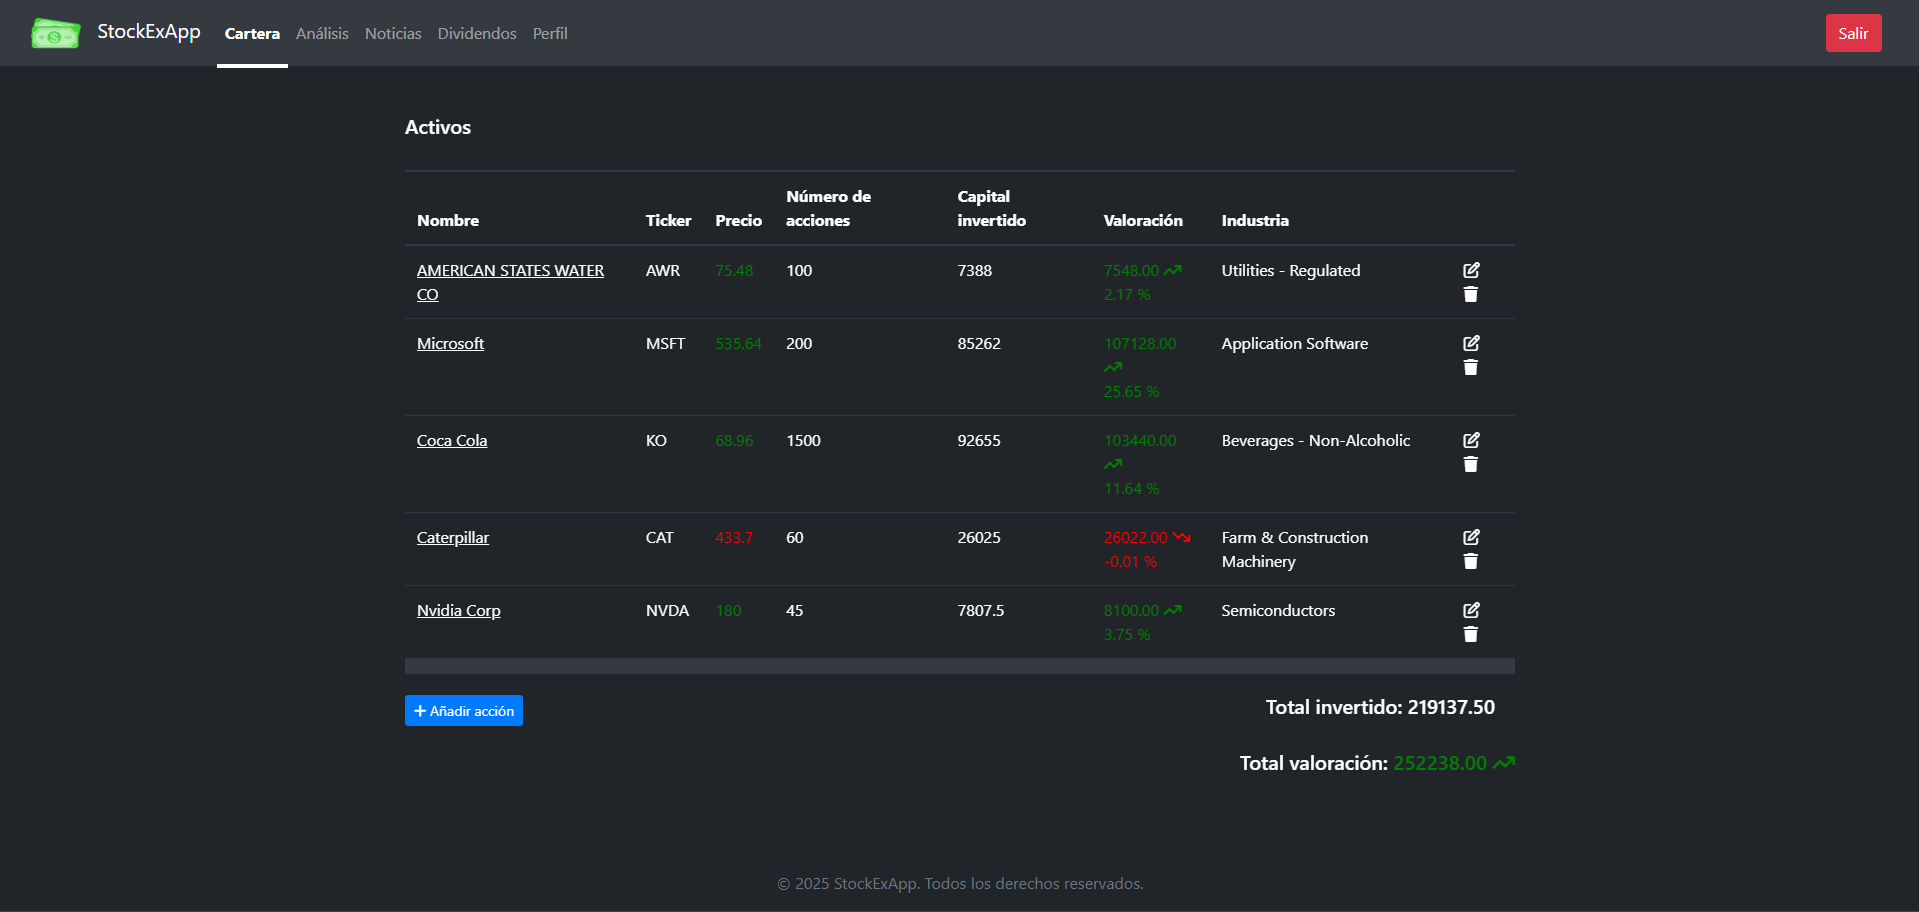 StockExApp Cartera Análisis Noticias Dividendos Perfil Salir
Activos
Número de Capital
Nombre Ticker Precio acciones invertido Valoración Industria
AMERICAN STATES WATER AWR 75.48 100 7388 7548.00 Utilities - Regulated
CO 2.17 %
Microsoft MSFT 535.64 200 85262 107128.00 Application Software
25.65 %
Coca Cola KO 68.96 1500 92655 103440.00 Beverages - Non-Alcoholic
11.64 %
Caterpillar CAT 433.7 60 26025 26022.00 Farm & Construction
-0.01 % Machinery
Nvidia Corp NVDA 180 45 7807.5 8100.00 Semiconductors
3.75 %
+ Añadir acción Total invertido: 219137.50
Total valoración: 252238.00
© 2025 StockExApp. Todos los derechos reservados.